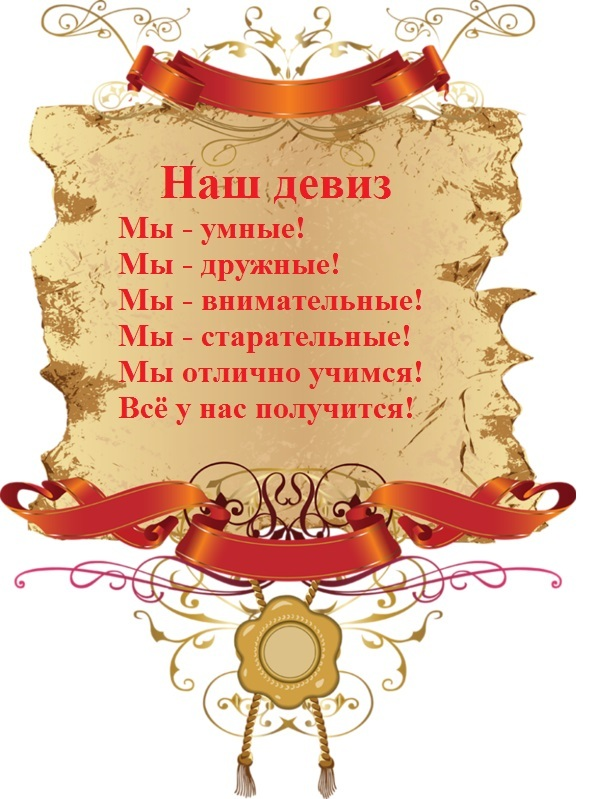 Наш девиз
Мы - умные!
Мы - дружные!
Мы - внимательные!
Мы - старательные!
Мы отлично учимся!
Всё у нас получится!